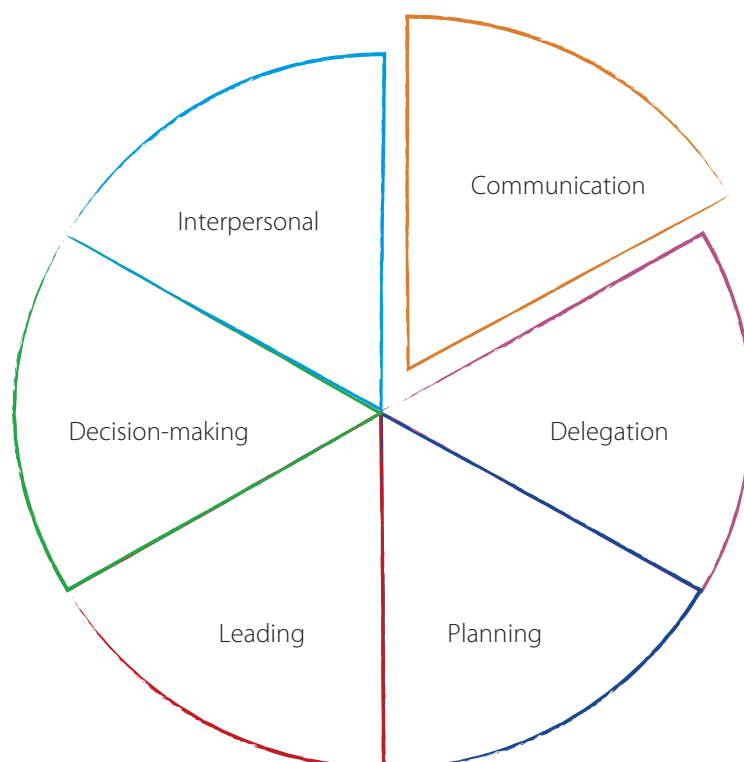 Communication
Interpersonal
Decision-making
Delegation
Leading
Planning